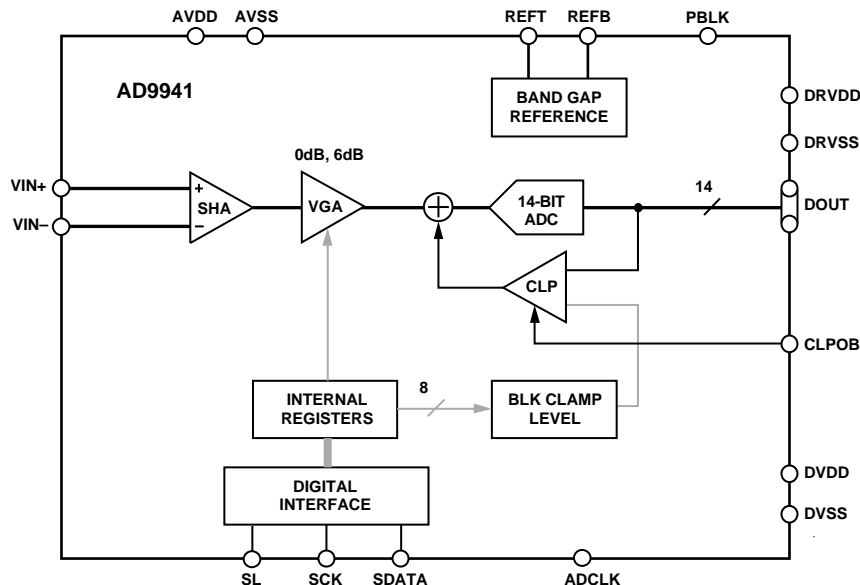 AVDD AVSS REFT REFB PBLK
AD9941
BAND GAP
REFERENCE
DRVDD
DRVSS
0dB, 6dB
VIN+
VIN–
+
–
SHA
VGA
14-BIT
ADC
14
DOUT
CLP
CLPOB
INTERNAL
REGISTERS
8
BLK CLAMP
LEVEL
DIGITAL
INTERFACE
DVDD
DVSS
SL SCK SDATA ADCLK